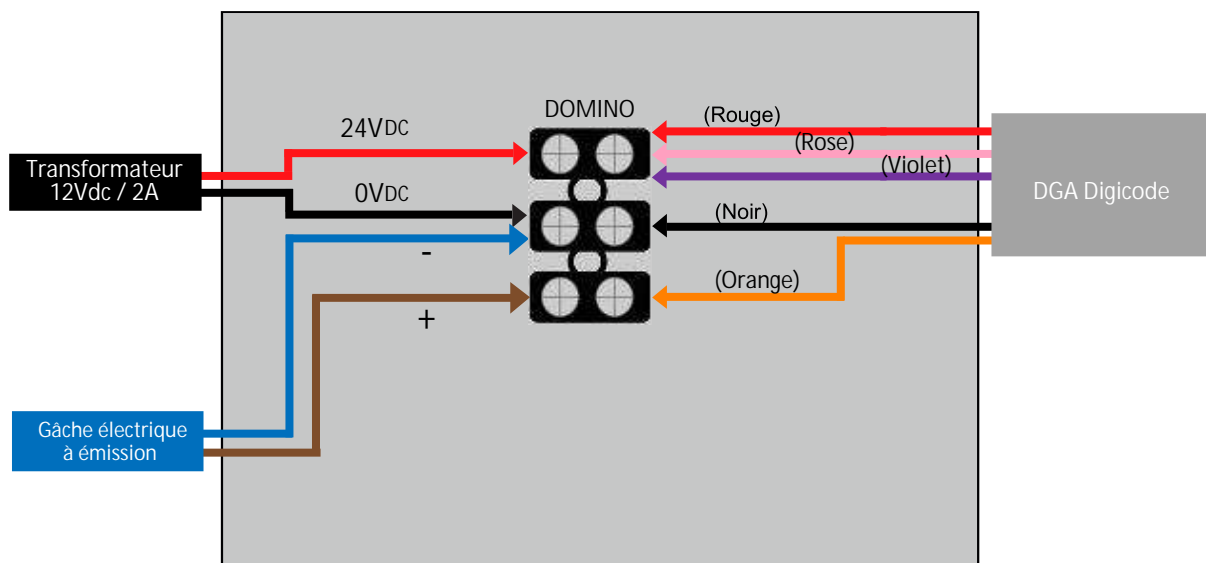 DOMINO
24VDC
(Rouge)
(Rose)
Transformateur
12Vdc / 2A
(Violet)
DGA Digicode
0VDC
(Noir)
-
(Orange)
+
Gâche électrique
à émission